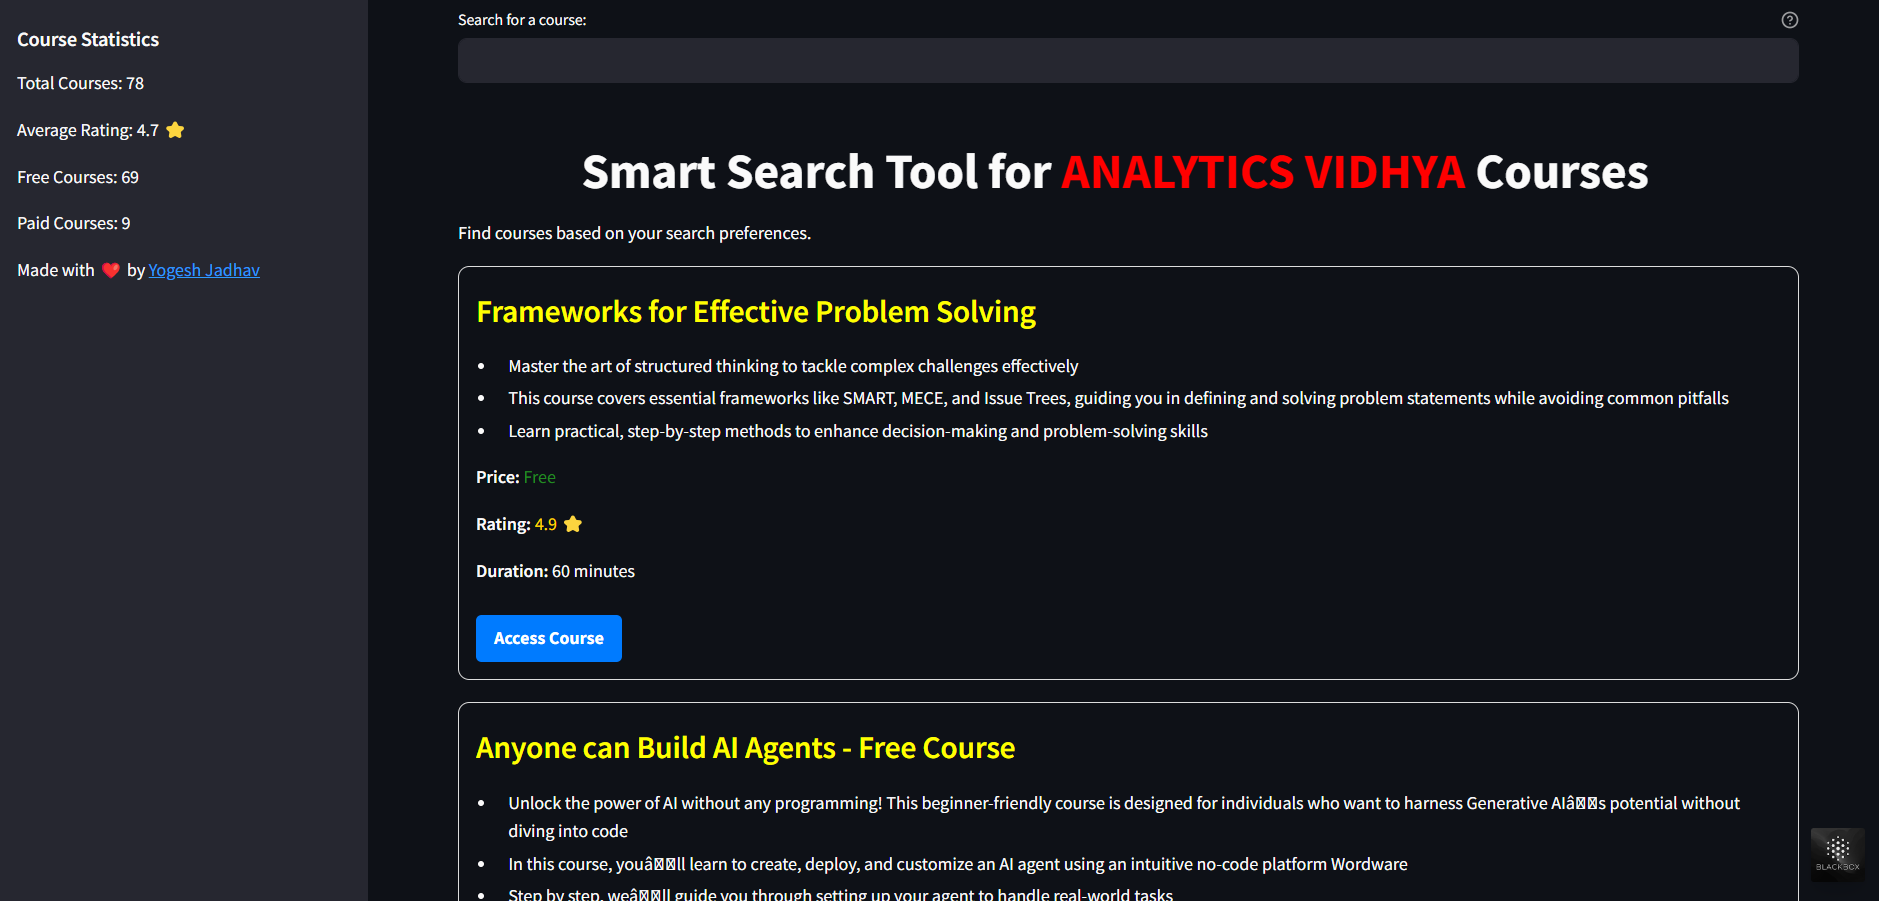 Course Statistics
Total Courses: 78
Average Rating: 4.7 ⭐
Free Courses: 69
Paid Courses: 9
Made with ❤️ by Yogesh Jadhav
Search for a course:
Smart Search Tool for ANALYTICS VIDHYA Courses
Find courses based on your search preferences.
Frameworks for Effective Problem Solving
• Master the art of structured thinking to tackle complex challenges effectively
• This course covers essential frameworks like SMART, MECE, and Issue Trees, guiding you in defining and solving problem statements while avoiding common pitfalls
• Learn practical, step-by-step methods to enhance decision-making and problem-solving skills
Price: Free
Rating: 4.9 ⭐
Duration: 60 minutes
Access Course
Anyone can Build AI Agents - Free Course
• Unlock the power of AI without any programming! This beginner-friendly course is designed for individuals who want to harness Generative AIâ��s potential without
diving into code
• In this course, youâ��ll learn to create, deploy, and customize an AI agent using an intuitive no-code platform Wordware
• Step by step, weâ��ll guide you through setting up your agent to handle real-world tasks
BLACKBOX